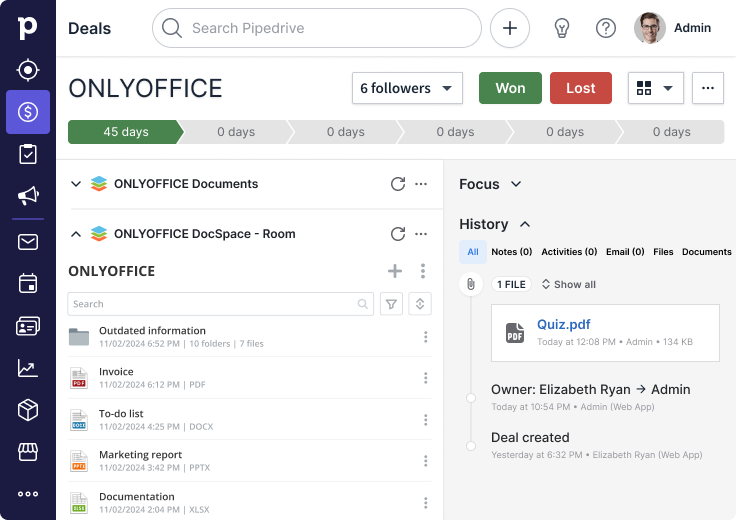 p
Deals
Search Pipedrive
Admin
ONLYOFFICE
6 followers
Won
Lost
45 days
0 days
0 days
0 days
0 days
0 days
ONLYOFFICE Documents
ONLYOFFICE DocSpace - Room
ONLYOFFICE
Search
Outdated information
11/02/2024 6:52 PM | 10 folders | 7 files
PDF
Invoice
11/02/2024 6:12 PM | PDF
DOCX
To-do list
11/02/2024 4:25 PM | DOCX
PPTX
Marketing report
11/02/2024 3:42 PM | PPTX
XLSX
Documentation
11/02/2024 2:04 PM | XLSX
Focus
History
All
Notes (0)
Activities (0)
Email (0)
Files
Documents
1 FILE
Show all
PDF
Quiz.pdf
Today at 12:08 PM • Admin • 134 KB
Owner: Elizabeth Ryan → Admin
Today at 10:54 PM • Admin (Web App)
Deal created
Yesterday at 6:32 PM • Elizabeth Ryan (Web App)